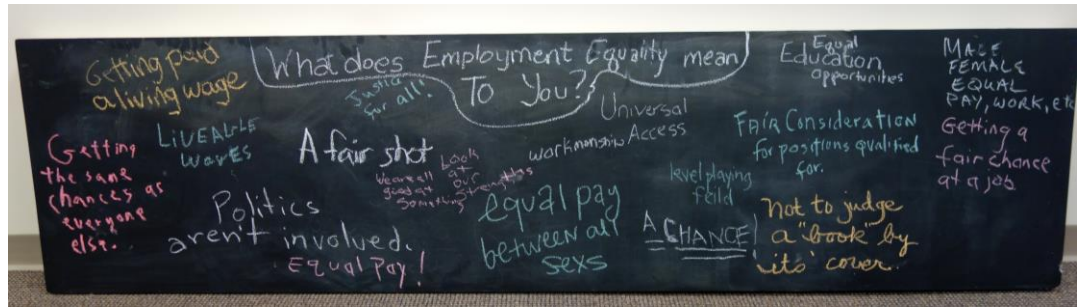 What does Employment Equality mean
To You?
Getting paid
a living wage
Justice
for all!
Equal
Education
opportunites
MALE
FEMALE
EQUAL
PAY, WORK, etc
Universal
Access
LIVEABLE
wages
A fair shot
workmanship
FAIR CONSIDERATION
for positions qualified
for.
Getting a
fair chance
at a job
Getting
the same
chances as
everyone
else...
Look
at
our
strengths
We are all
good at
something
level playing
feild
Politics
aren't involved.
equal pay
between all
sexs
A CHANCE
Not to judge
a "book" by
"its" cover.
EQUAL PAY!